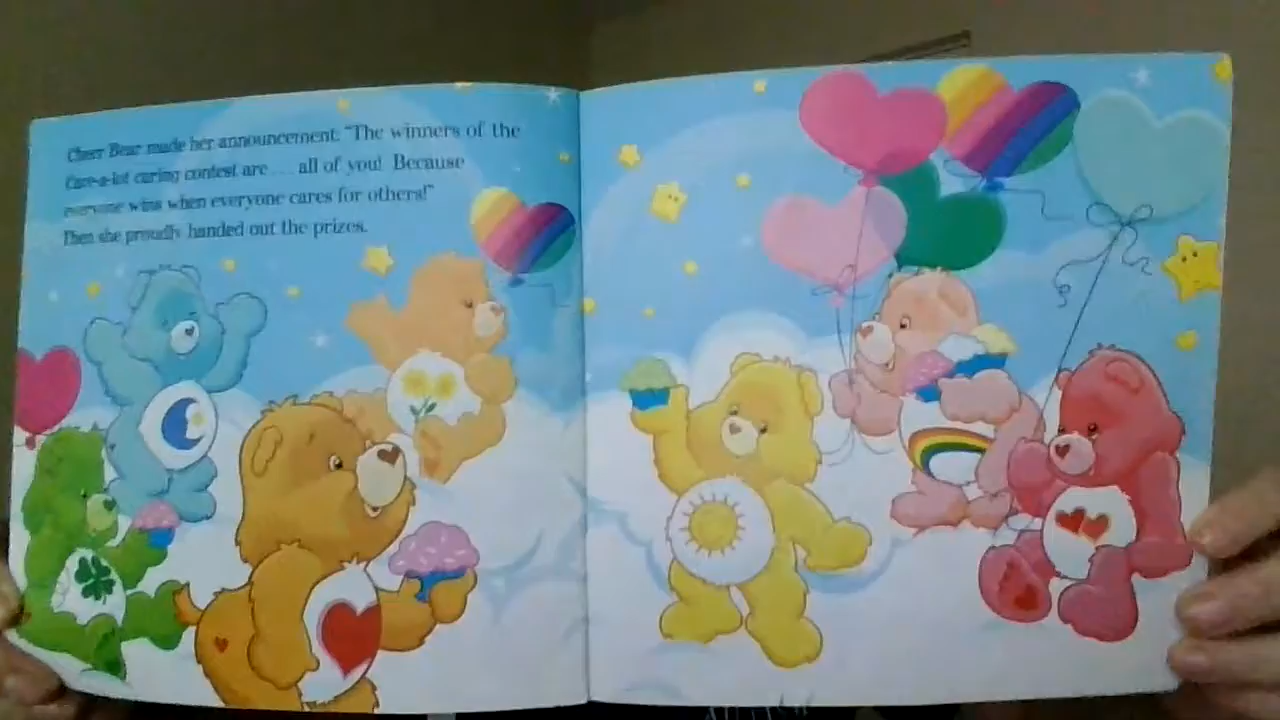 Cheer Bear made her announcement: "The winners of the
Care-a-lot caring contest are . . . all of you! Because
everyone wins when everyone cares for others!"
Then she proudly handed out the prizes.